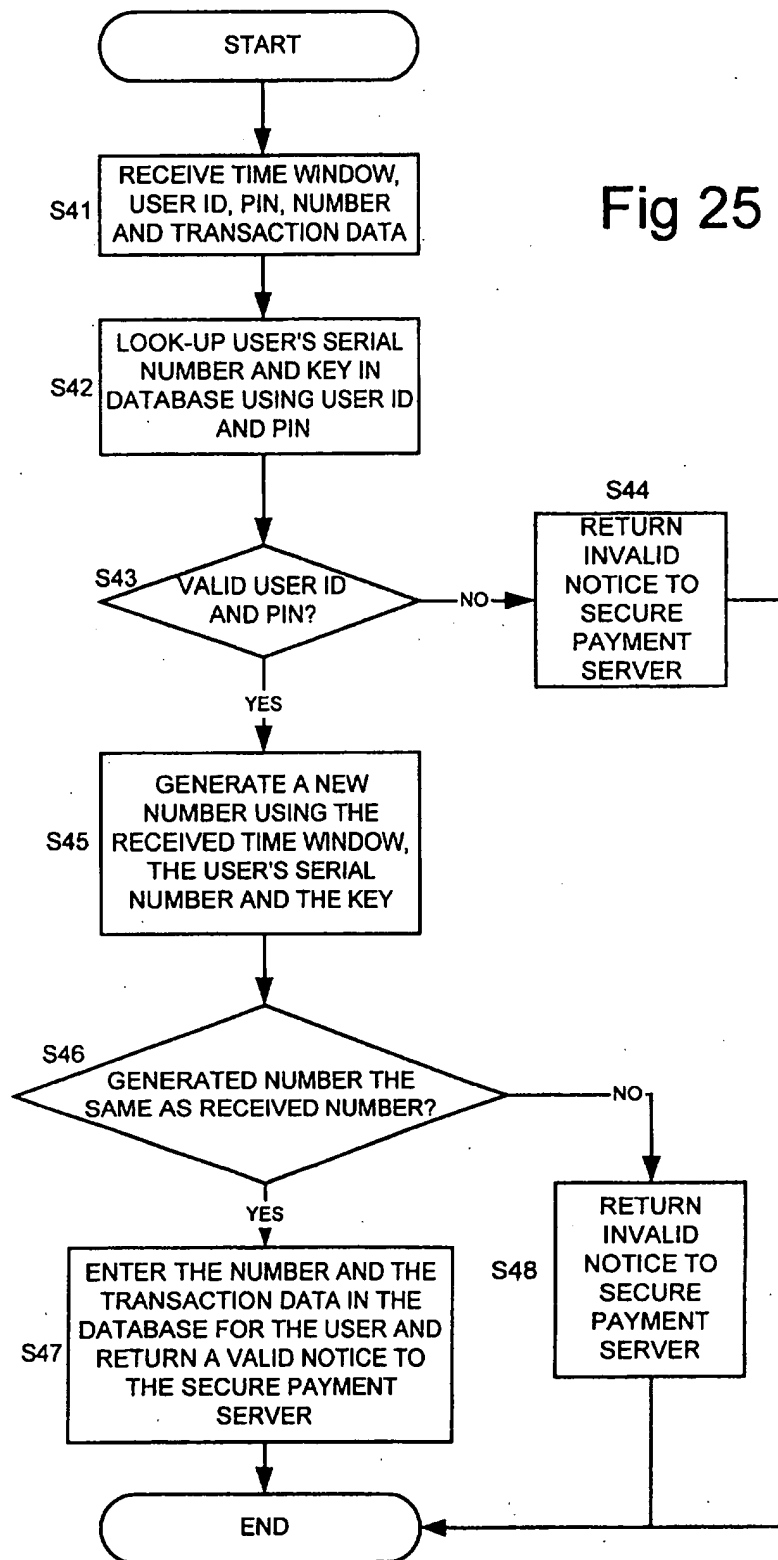 START
Fig 25
S41
RECEIVE TIME WINDOW,
USER ID, PIN, NUMBER
AND TRANSACTION DATA
S42
LOOK-UP USER'S SERIAL
NUMBER AND KEY IN
DATABASE USING USER ID
AND PIN
S43
VALID USER ID
AND PIN?
NO
S44
RETURN
INVALID
NOTICE TO
SECURE
PAYMENT
SERVER
YES
S45
GENERATE A NEW
NUMBER USING THE
RECEIVED TIME WINDOW,
THE USER'S SERIAL
NUMBER AND THE KEY
S46
GENERATED NUMBER THE
SAME AS RECEIVED NUMBER?
NO
YES
S47
ENTER THE NUMBER AND THE
TRANSACTION DATA IN THE
DATABASE FOR THE USER AND
RETURN A VALID NOTICE TO
THE SECURE PAYMENT
SERVER
S48
RETURN
INVALID
NOTICE TO
SECURE
PAYMENT
SERVER
END